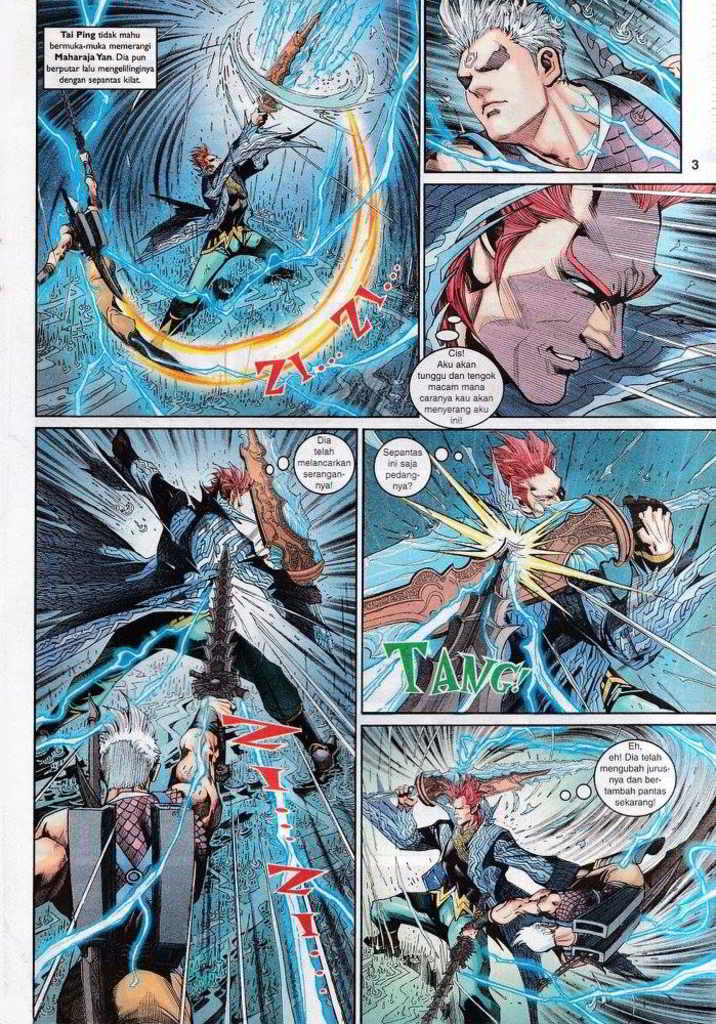 Tai Ping tidak mahu
bermuka-muka memerangi
Maharaja Yan. Dia pun
berputar lalu mengelilinginya
dengan sepantas kilat.
3
ZI... ZI...
Cis!
Aku akan
tunggu dan tengok
macam mana
caranya kau akan
menyerang aku
ini!
Dia
telah
melancarkan
serangan-
nya!
ZI... ZI...
Sepantas
ini saja
pedang-
nya?
TANG!
Eh,
eh! Dia telah
mengubah jurus-
nya dan ber-
tambah pantas
sekarang!